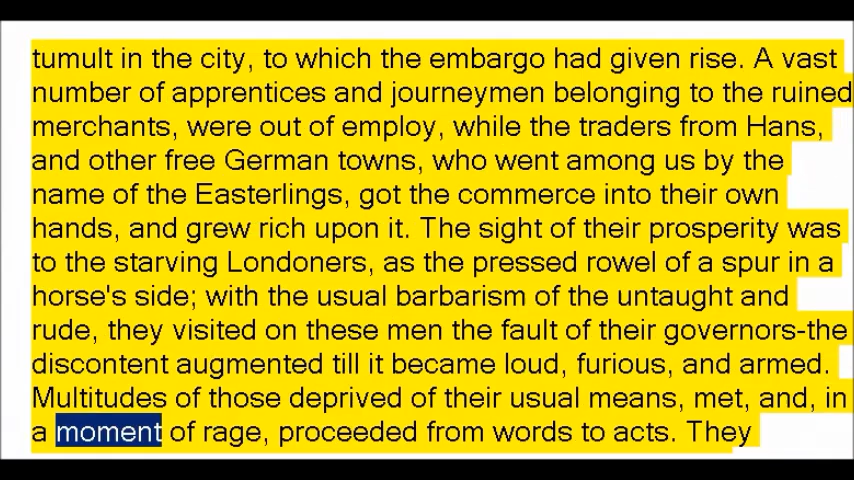 tumult in the city, to which the embargo had given rise. A vast
number of apprentices and journeymen belonging to the ruined
merchants, were out of employ, while the traders from Hans,
and other free German towns, who went among us by the
name of the Easterlings, got the commerce into their own
hands, and grew rich upon it. The sight of their prosperity was
to the starving Londoners, as the pressed rowel of a spur in a
horse's side; with the usual barbarism of the untaught and
rude, they visited on these men the fault of their governors-the
discontent augmented till it became loud, furious, and armed.
Multitudes of those deprived of their usual means, met, and, in
a moment of rage, proceeded from words to acts. They